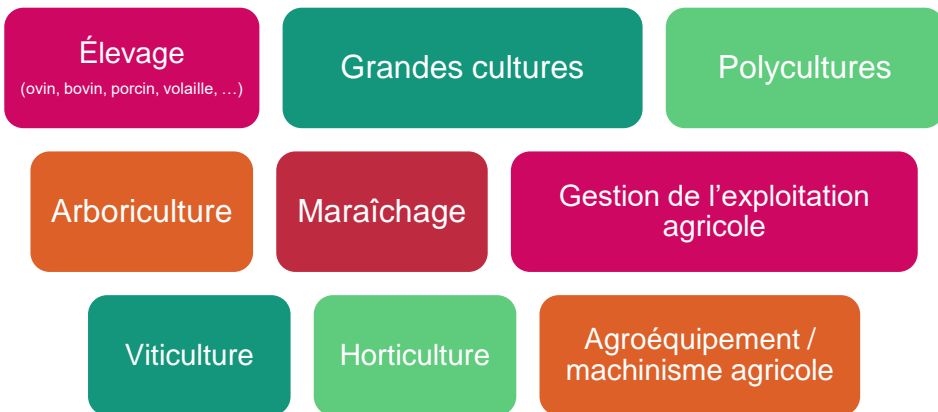 Élevage
(ovin, bovin, porcin, volaille, …)
Grandes cultures
Polycultures
Arboriculture
Maraîchage
Gestion de l’exploitation
agricole
Viticulture
Horticulture
Agroéquipement /
machinisme agricole